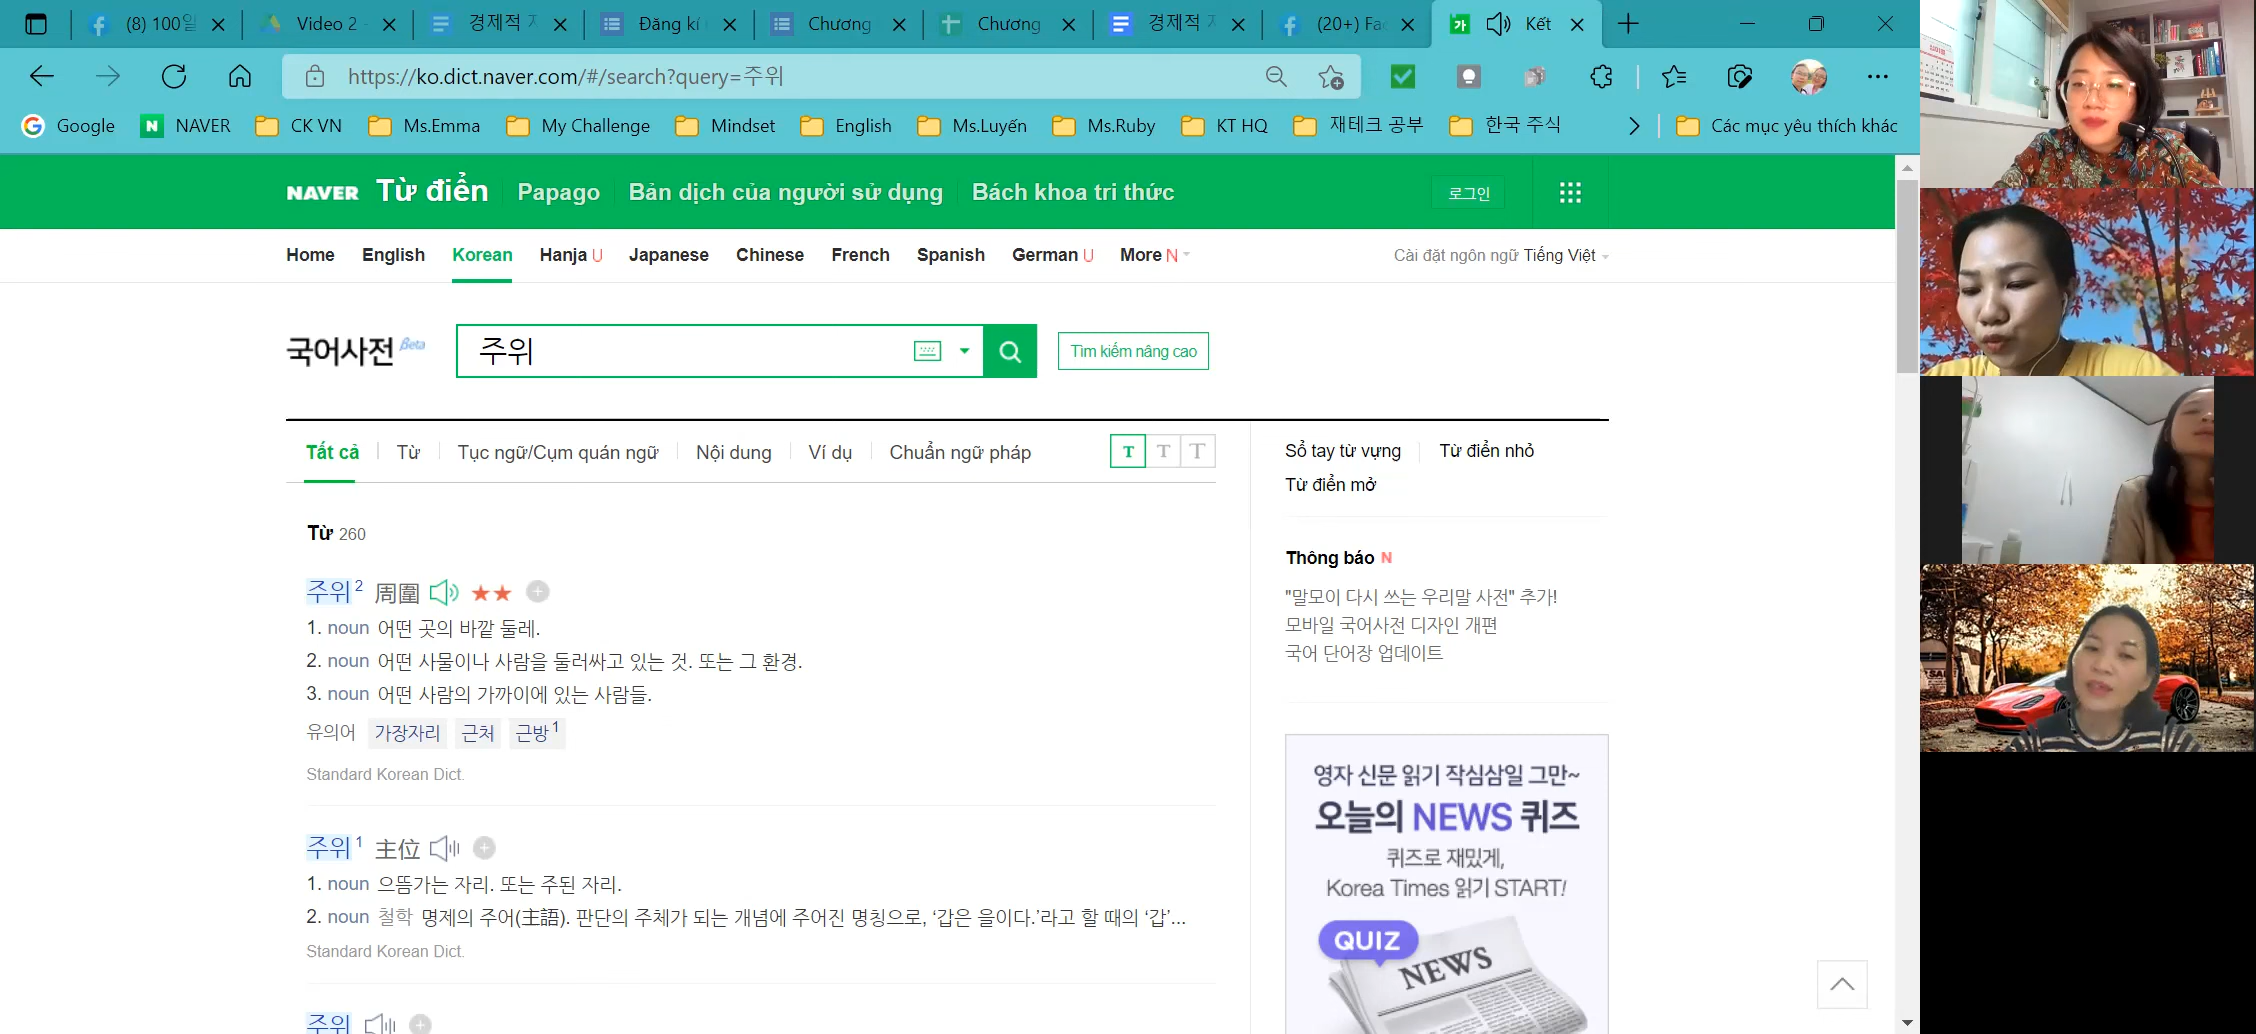 (8) 100일
Video 2 -
경제적 ㅈ
Đăng kí
Chương
Chương
경제적 ㅈ
(20+) Fac
Kết
https://ko.dict.naver.com/#/search?query=주위
Google
NAVER
CK VN
Ms.Emma
My Challenge
Mindset
English
Ms.Luyến
Ms.Ruby
KT HQ
재테크 공부
한국 주식
Các mục yêu thích khác
NAVER Từ điển Papago Bản dịch của người sử dụng Bách khoa tri thức 로그인
Home English Korean Hanja U Japanese Chinese French Spanish German U More N Cài đặt ngôn ngữ Tiếng Việt
국어사전 Beta
주위
Tìm kiếm nâng cao
Tất cả Từ Tục ngữ/Cụm quán ngữ Nội dung Ví dụ Chuẩn ngữ pháp T T T
Từ 260
주위2 周圍 ★★
1. noun 어떤 곳의 바깥 둘레.
2. noun 어떤 사물이나 사람을 둘러싸고 있는 것. 또는 그 환경.
3. noun 어떤 사람의 가까이에 있는 사람들.
유의어 가장자리 근처 근방1
Standard Korean Dict.
주위1 主位
1. noun 으뜸가는 자리. 또는 주된 자리.
2. noun 철학 명제의 주어(主語). 판단의 주체가 되는 개념에 주어진 명칭으로, ‘갑은 을이다.’라고 할 때의 ‘갑’...
Standard Korean Dict.
주위
Sổ tay từ vựng Từ điển nhỏ
Từ điển mở
Thông báo N
"말모이 다시 쓰는 우리말 사전" 추가!
모바일 국어사전 디자인 개편
국어 단어장 업데이트
영자 신문 읽기 작심삼일 그만~
오늘의 NEWS 퀴즈
퀴즈로 재밌게,
Korea Times 읽기 START!
QUIZ
NEWS